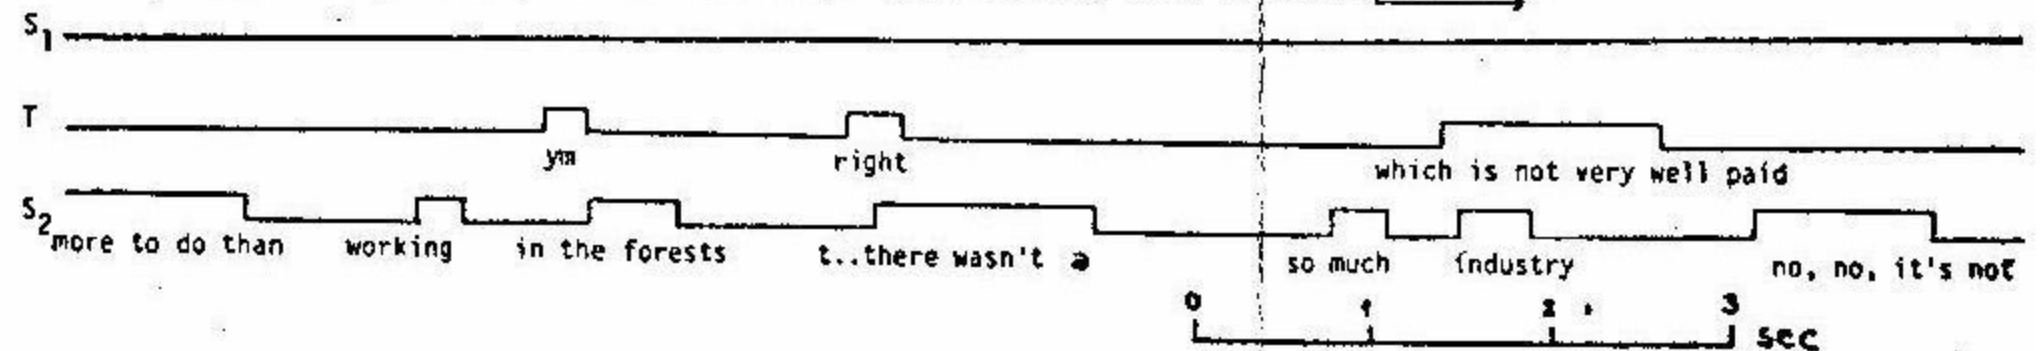 S1
T
ym right which is not very well paid
S2
more to do than working in the forests t..there wasn't a so much industry no, no, it's not
0 1 2 3 sec